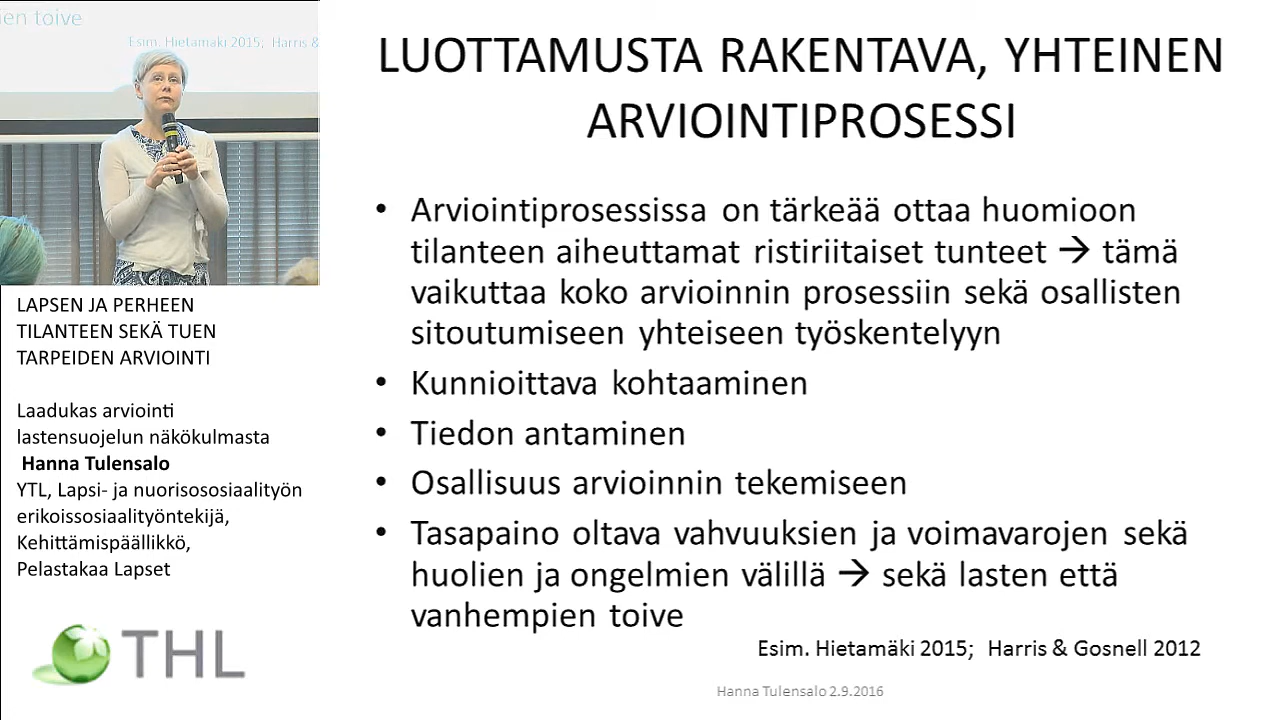 ien toive
Esim. Hietamäki 2015; Harris &
LAPSEN JA PERHEEN
TILANTEEN SEKÄ TUEN
TARPEIDEN ARVIOINTI
Laadukas arviointi
lastensuojelun näkökulmasta
Hanna Tulensalo
YTL, Lapsi- ja nuorisososiaalityön
erikoissosiaalityöntekijä,
Kehittämispäällikkö,
Pelastakaa Lapset
THL
LUOTTAMUSTA RAKENTAVA, YHTEINEN
ARVIOINTIPROSESSI
• Arviointiprosessissa on tärkeää ottaa huomioon
tilanteen aiheuttamat ristiriitaiset tunteet → tämä
vaikuttaa koko arvioinnin prosessiin sekä osallisten
sitoutumiseen yhteiseen työskentelyyn
• Kunnioittava kohtaaminen
• Tiedon antaminen
• Osallisuus arvioinnin tekemiseen
• Tasapaino oltava vahvuuksien ja voimavarojen sekä
huolien ja ongelmien välillä → sekä lasten että
vanhempien toive
Esim. Hietamäki 2015; Harris & Gosnell 2012
Hanna Tulensalo 2.9.2016